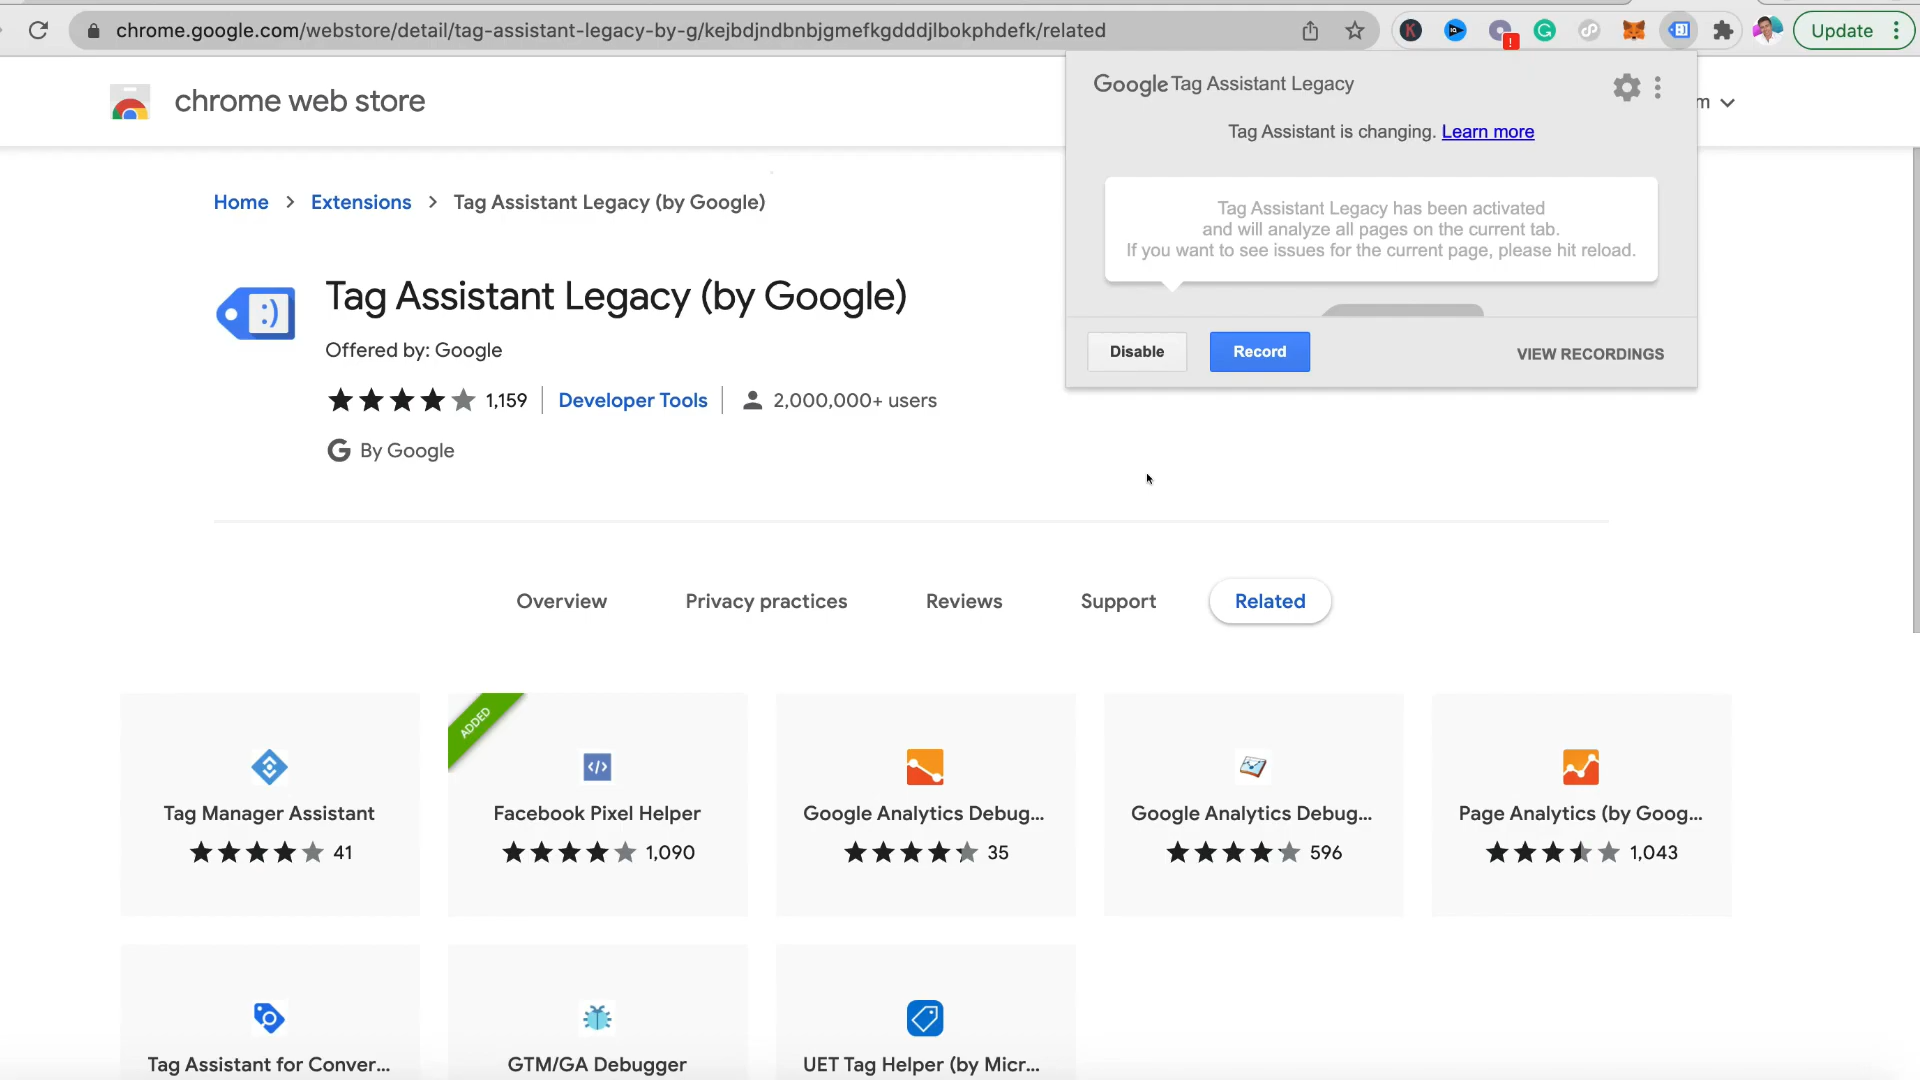 chrome.google.com/webstore/detail/tag-assistant-legacy-by-g/kejbdjndbnbjgmefkgdddjlbokphdefk/related
Update
chrome web store
m
Google Tag Assistant Legacy
Tag Assistant is changing. Learn more
Tag Assistant Legacy has been activated
and will analyze all pages on the current tab.
If you want to see issues for the current page, please hit reload.
Disable
Record
VIEW RECORDINGS
Home > Extensions > Tag Assistant Legacy (by Google)
Tag Assistant Legacy (by Google)
Offered by: Google
1,159
Developer Tools
2,000,000+ users
By Google
Overview
Privacy practices
Reviews
Support
Related
Tag Manager Assistant
41
ADDED
Facebook Pixel Helper
1,090
Google Analytics Debug...
35
Google Analytics Debug...
596
Page Analytics (by Goog...
1,043
Tag Assistant for Conver...
GTM/GA Debugger
UET Tag Helper (by Micr...